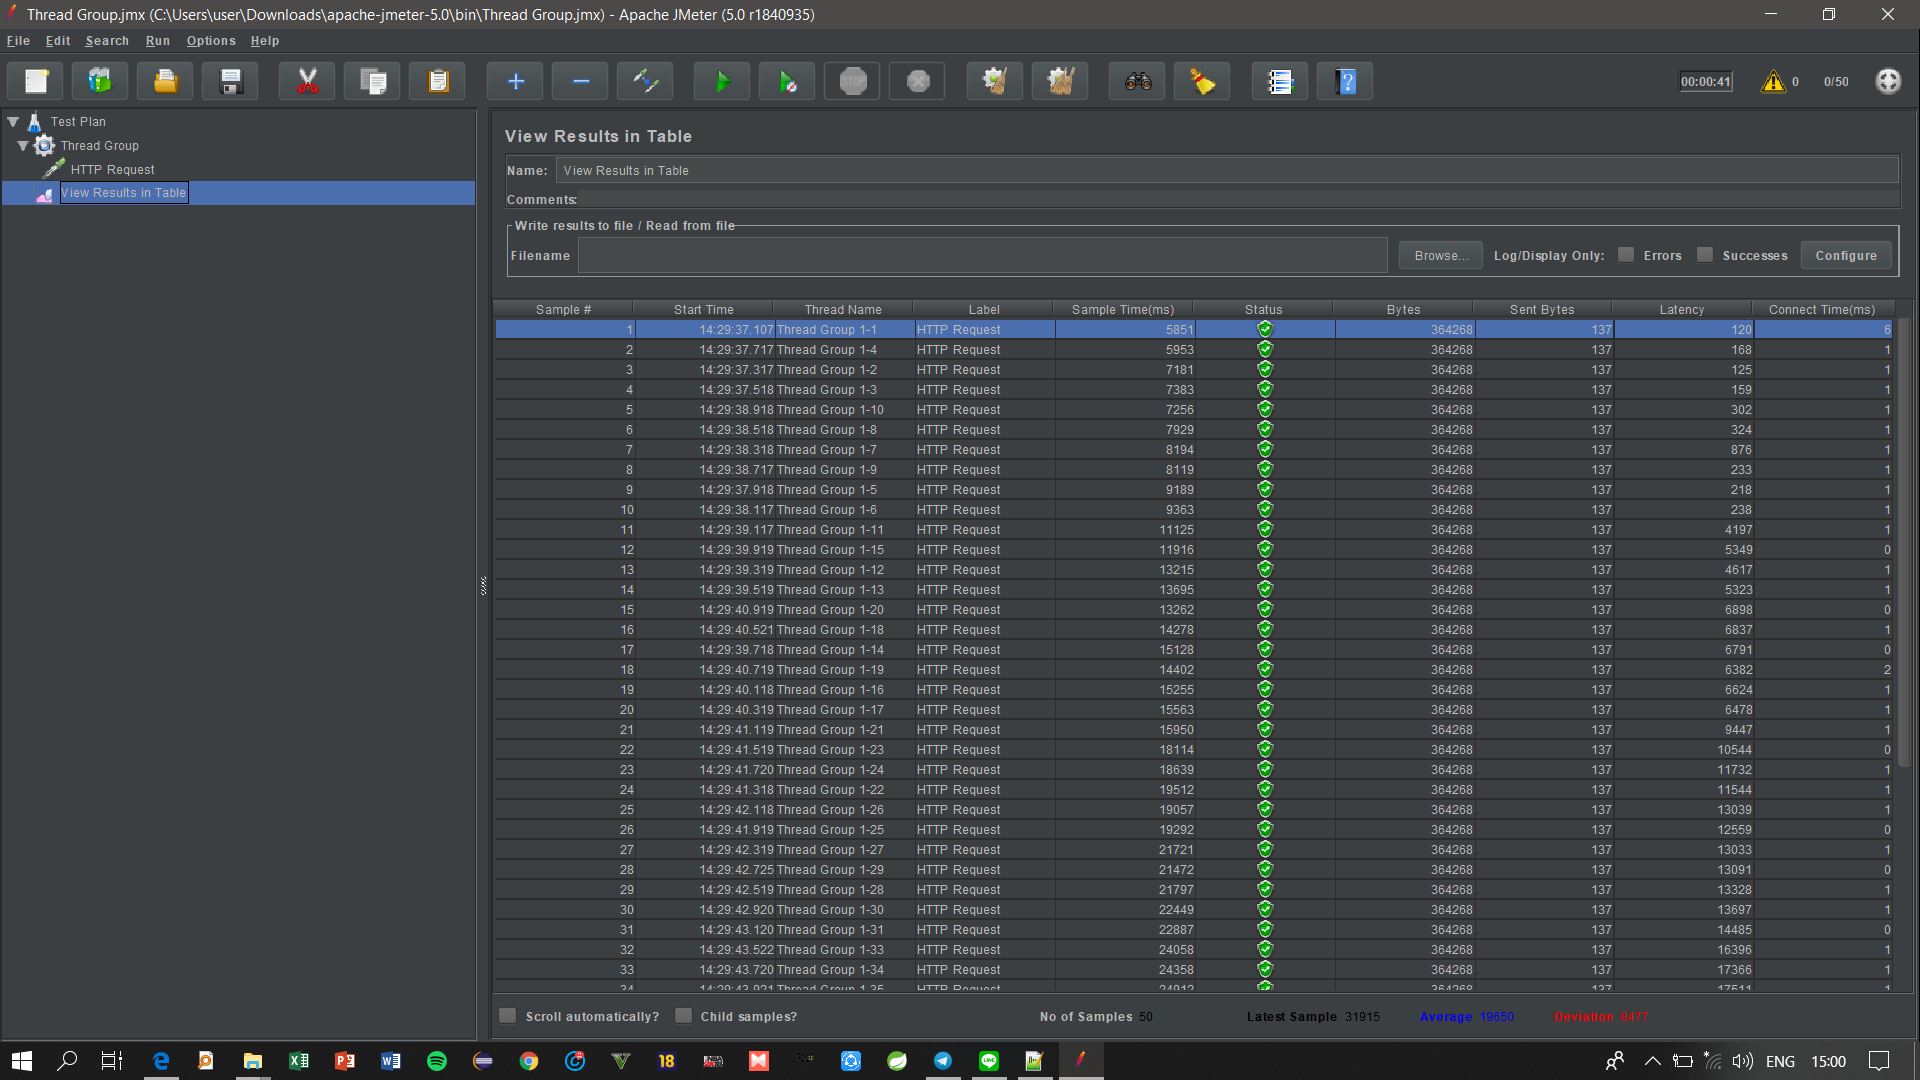 Thread Group.jmx (C:\Users\user\Downloads\apache-jmeter-5.0\bin\Thread Group.jmx) - Apache JMeter (5.0 r1840935)
File Edit Search Run Options Help
STOP 00:00:41 0 0/50
Test Plan
Thread Group
HTTP Request
View Results in Table
View Results in Table
Name: View Results in Table
Comments:
Write results to file / Read from file
Filename Browse... Log/Display Only: Errors Successes Configure
Sample # Start Time Thread Name Label Sample Time(ms) Status Bytes Sent Bytes Latency Connect Time(ms)
1 14:29:37.107 Thread Group 1-1 HTTP Request 5851 364268 137 120 6
2 14:29:37.717 Thread Group 1-4 HTTP Request 5953 364268 137 168 1
3 14:29:37.317 Thread Group 1-2 HTTP Request 7181 364268 137 125 1
4 14:29:37.518 Thread Group 1-3 HTTP Request 7383 364268 137 159 1
5 14:29:38.918 Thread Group 1-10 HTTP Request 7256 364268 137 302 1
6 14:29:38.518 Thread Group 1-8 HTTP Request 7929 364268 137 324 1
7 14:29:38.318 Thread Group 1-7 HTTP Request 8194 364268 137 876 1
8 14:29:38.717 Thread Group 1-9 HTTP Request 8119 364268 137 233 1
9 14:29:37.918 Thread Group 1-5 HTTP Request 9189 364268 137 218 1
10 14:29:38.117 Thread Group 1-6 HTTP Request 9363 364268 137 238 1
11 14:29:39.117 Thread Group 1-11 HTTP Request 11125 364268 137 4197 1
12 14:29:39.919 Thread Group 1-15 HTTP Request 11916 364268 137 5349 0
13 14:29:39.319 Thread Group 1-12 HTTP Request 13215 364268 137 4617 1
14 14:29:39.519 Thread Group 1-13 HTTP Request 13695 364268 137 5323 1
15 14:29:40.919 Thread Group 1-20 HTTP Request 13262 364268 137 6898 0
16 14:29:40.521 Thread Group 1-18 HTTP Request 14278 364268 137 6837 1
17 14:29:39.718 Thread Group 1-14 HTTP Request 15128 364268 137 6791 0
18 14:29:40.719 Thread Group 1-19 HTTP Request 14402 364268 137 6382 2
19 14:29:40.118 Thread Group 1-16 HTTP Request 15255 364268 137 6624 1
20 14:29:40.319 Thread Group 1-17 HTTP Request 15563 364268 137 6478 1
21 14:29:41.119 Thread Group 1-21 HTTP Request 15950 364268 137 9447 1
22 14:29:41.519 Thread Group 1-23 HTTP Request 18114 364268 137 10544 0
23 14:29:41.720 Thread Group 1-24 HTTP Request 18639 364268 137 11732 1
24 14:29:41.318 Thread Group 1-22 HTTP Request 19512 364268 137 11544 1
25 14:29:42.118 Thread Group 1-26 HTTP Request 19057 364268 137 13039 1
26 14:29:41.919 Thread Group 1-25 HTTP Request 19292 364268 137 12559 0
27 14:29:42.319 Thread Group 1-27 HTTP Request 21721 364268 137 13033 1
28 14:29:42.725 Thread Group 1-29 HTTP Request 21472 364268 137 13091 0
29 14:29:42.519 Thread Group 1-28 HTTP Request 21797 364268 137 13328 1
30 14:29:42.920 Thread Group 1-30 HTTP Request 22449 364268 137 13697 1
31 14:29:43.120 Thread Group 1-31 HTTP Request 22887 364268 137 14485 0
32 14:29:43.522 Thread Group 1-33 HTTP Request 24058 364268 137 16396 1
33 14:29:43.720 Thread Group 1-34 HTTP Request 24358 364268 137 17366 1
34 14:29:43.921 Thread Group 1-35 HTTP Request 24912 364268 137 17511 1
Scroll automatically? Child samples? No of Samples 50 Latest Sample 31915 Average 19650 Deviation 8477
18 ENG 15:00